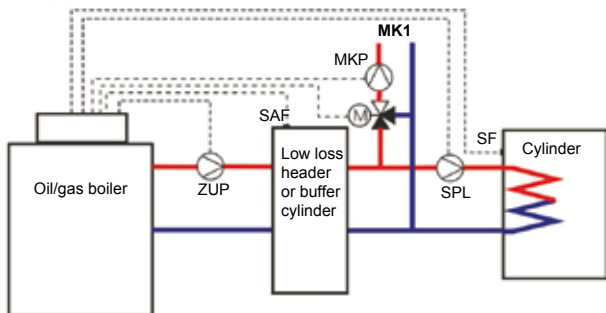 MK1
MKP
M
SAF
SF
Oil/gas boiler
ZUP
Low loss
header
or buffer
cylinder
SPL
Cylinder